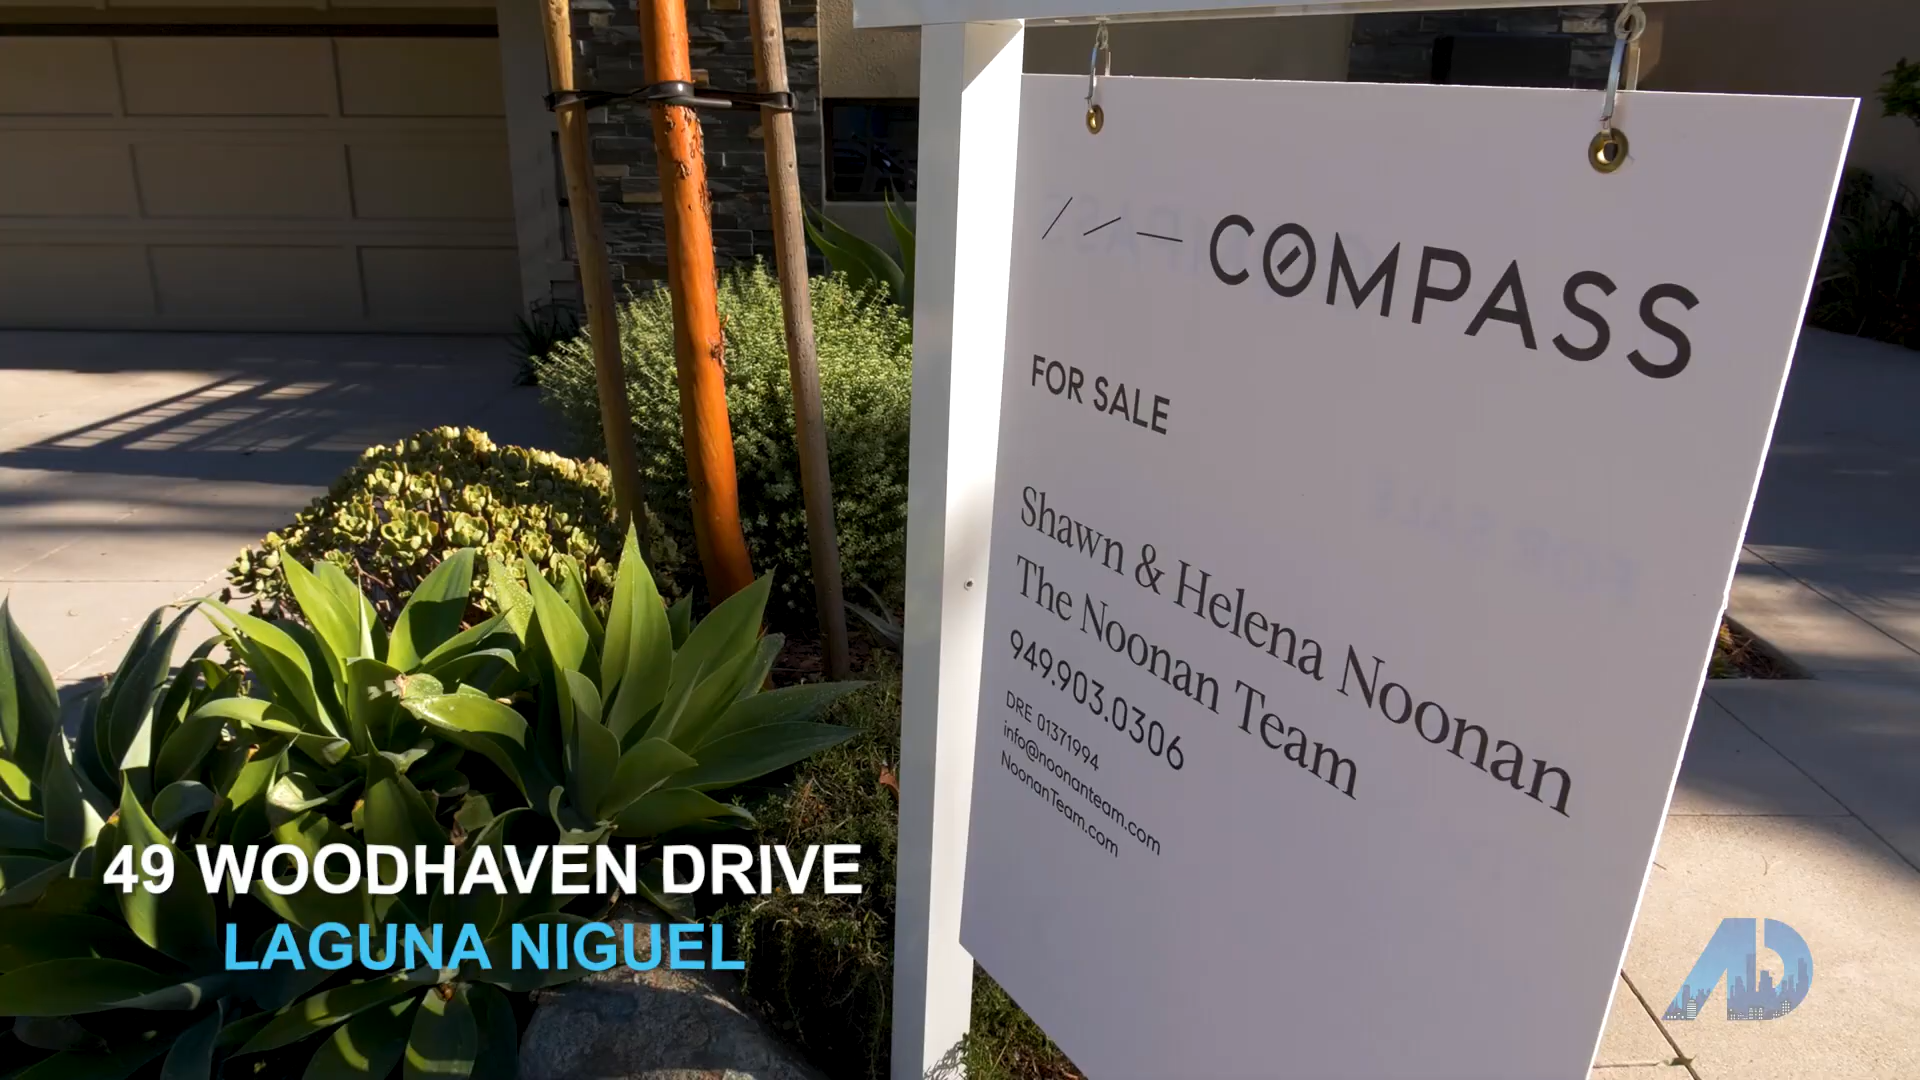 COMPASS
FOR SALE
Shawn & Helena Noonan
The Noonan Team
949.903.0306
DRE 01371994
info@noonanteam.com
NoonanTeam.com
49 WOODHAVEN DRIVE
LAGUNA NIGUEL
AD